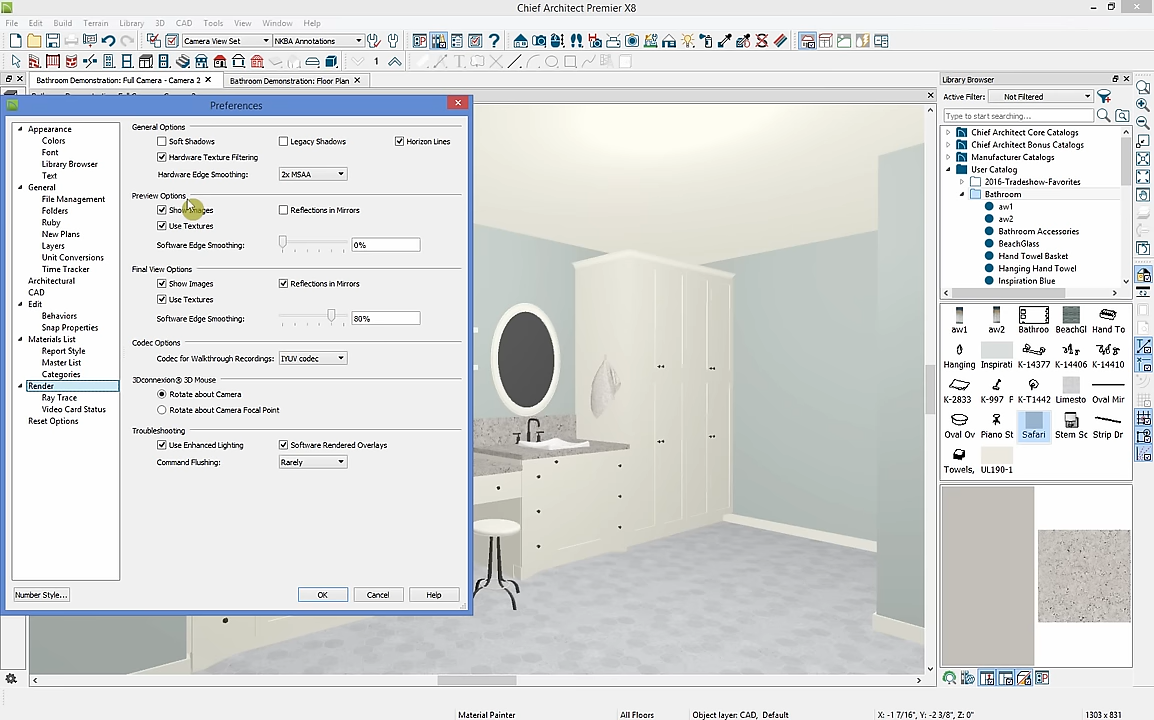 Chief Architect Premier X8
File Edit Build Terrain Library 3D CAD Tools View Window Help
Camera View Set NKBA Annotations
1
Bathroom Demonstration: Full Camera - Camera 2 Bathroom Demonstration: Floor Plan
Library Browser
Active Filter: Not Filtered
Type to start searching...
Chief Architect Core Catalogs
Chief Architect Bonus Catalogs
Manufacturer Catalogs
User Catalog
2016-Tradeshow-Favorites
Bathroom
aw1
aw2
Bathroom Accessories
BeachGlass
Hand Towel Basket
Hanging Hand Towel
Inspiration Blue
aw1 aw2 Bathroo BeachGl Hand To
Hanging Inspirati K-14377 K-14406 K-14410
K-2833 K-997 F K-T1442 Limesto Oval Mir
Oval Ov Piano St Safari Stem Sc Strip Dr
Towels, UL190-1
Preferences
Appearance
Colors
Font
Library Browser
Text
General
File Management
Folders
Ruby
New Plans
Layers
Unit Conversions
Time Tracker
Architectural
CAD
Edit
Behaviors
Snap Properties
Materials List
Report Style
Master List
Categories
Render
Ray Trace
Video Card Status
Reset Options
General Options
Soft Shadows Legacy Shadows Horizon Lines
Hardware Texture Filtering
Hardware Edge Smoothing: 2x MSAA
Preview Options
Show Images Reflections in Mirrors
Use Textures
Software Edge Smoothing: 0%
Final View Options
Show Images Reflections in Mirrors
Use Textures
Software Edge Smoothing: 80%
Codec Options
Codec for Walkthrough Recordings: IYUV codec
3Dconnexion® 3D Mouse
Rotate about Camera
Rotate about Camera Focal Point
Troubleshooting
Use Enhanced Lighting Software Rendered Overlays
Command Flushing: Rarely
Number Style... OK Cancel Help
Material Painter All Floors Object layer: CAD, Default X: -1 7/16", Y: -2 3/8", Z: 0" 1303 x 831